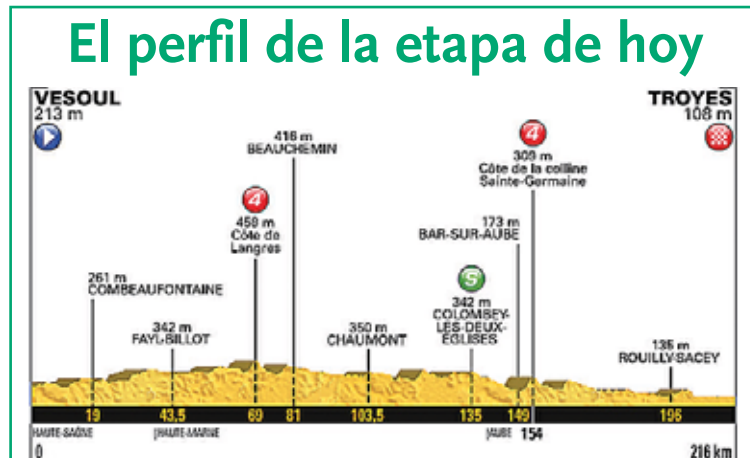 El perfil de la etapa de hoy
VESOUL
213 m
TROYES
108 m
416 m
BEAUCHEMIN
4
309 m
Côte de la colline
Sainte-Germaine
4
459 m
Côte de
Langres
173 m
BAR-SUR-AUBE
261 m
COMBEAUFONTAINE
S
342 m
COLOMBEY-
LES-DEUX-
ÉGLISES
342 m
FAYL-BILLOT
350 m
CHAUMONT
135 m
ROUILLY-SACEY
19 43,5 69 81 103,5 135 149 196
HAUTE-SAÔNE HAUTE-MARNE AUBE 154
0 216 km